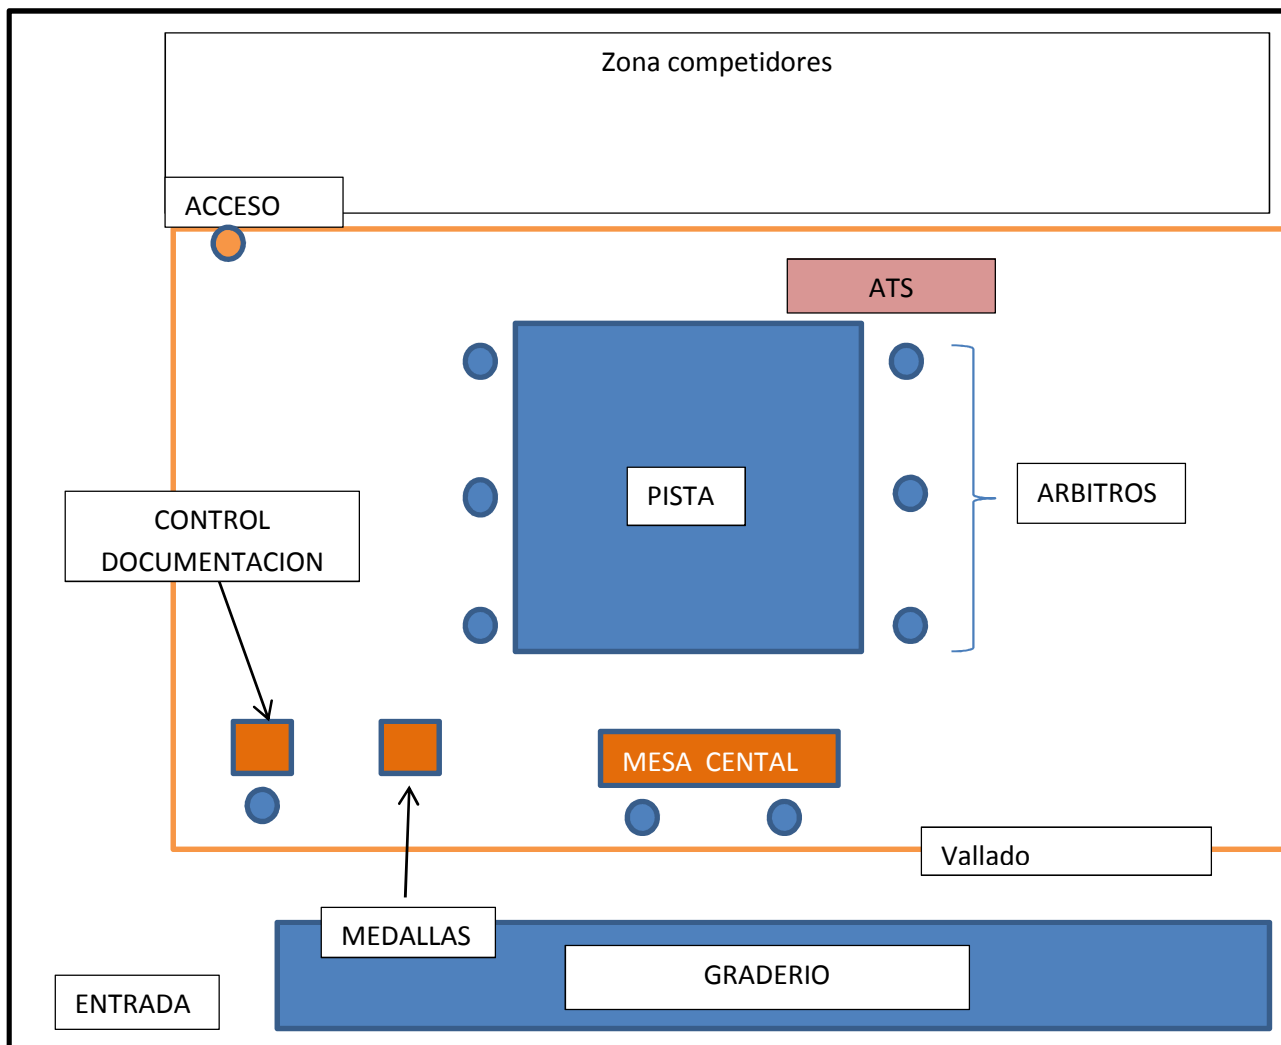 Zona competidores
ACCESO
ATS
PISTA
ARBITROS
CONTROL
DOCUMENTACION
MESA CENTAL
Vallado
MEDALLAS
GRADERIO
ENTRADA